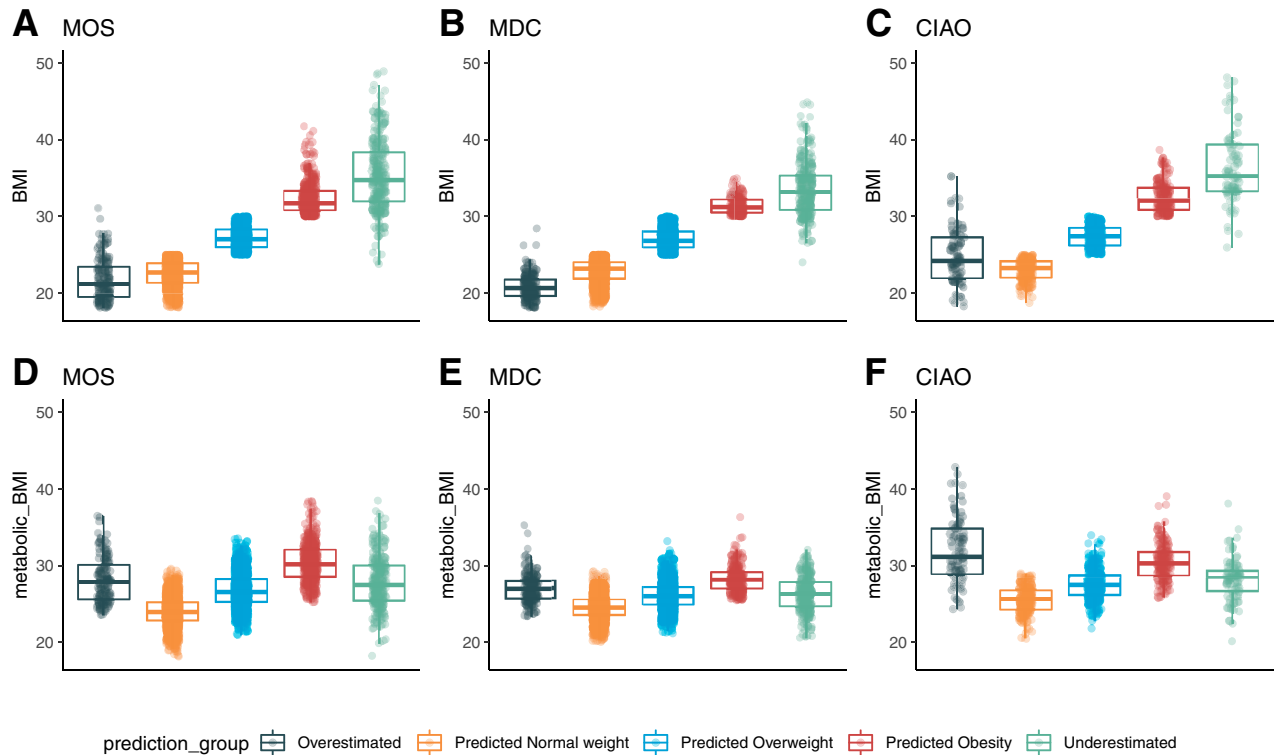 A MOS
B MDC
C CIAO
BMI
50
40
30
20
BMI
50
40
30
20
BMI
50
40
30
20
D MOS
E MDC
F CIAO
metabolic_BMI
50
40
30
20
metabolic_BMI
50
40
30
20
metabolic_BMI
50
40
30
20
prediction_group Overestimated Predicted Normal weight Predicted Overweight Predicted Obesity Underestimated